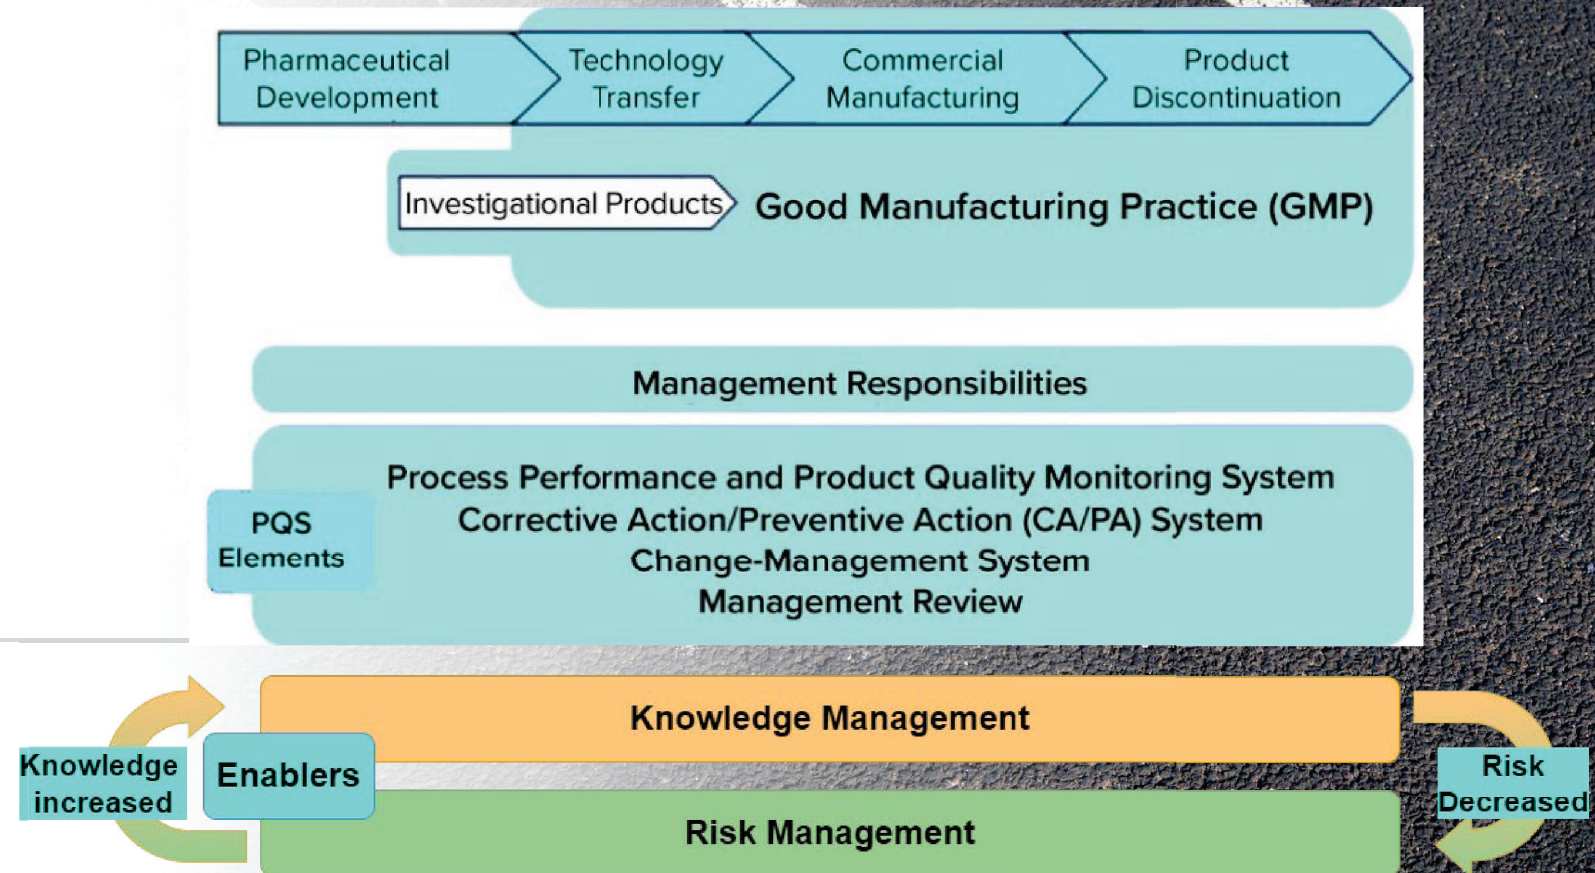 Pharmaceutical
Development
Technology
Transfer
Commercial
Manufacturing
Product
Discontinuation
Investigational Products
Good Manufacturing Practice (GMP)
Management Responsibilities
PQS
Elements
Process Performance and Product Quality Monitoring System
Corrective Action/Preventive Action (CA/PA) System
Change-Management System
Management Review
Knowledge
increased
Enablers
Knowledge Management
Risk Management
Risk
Decreased